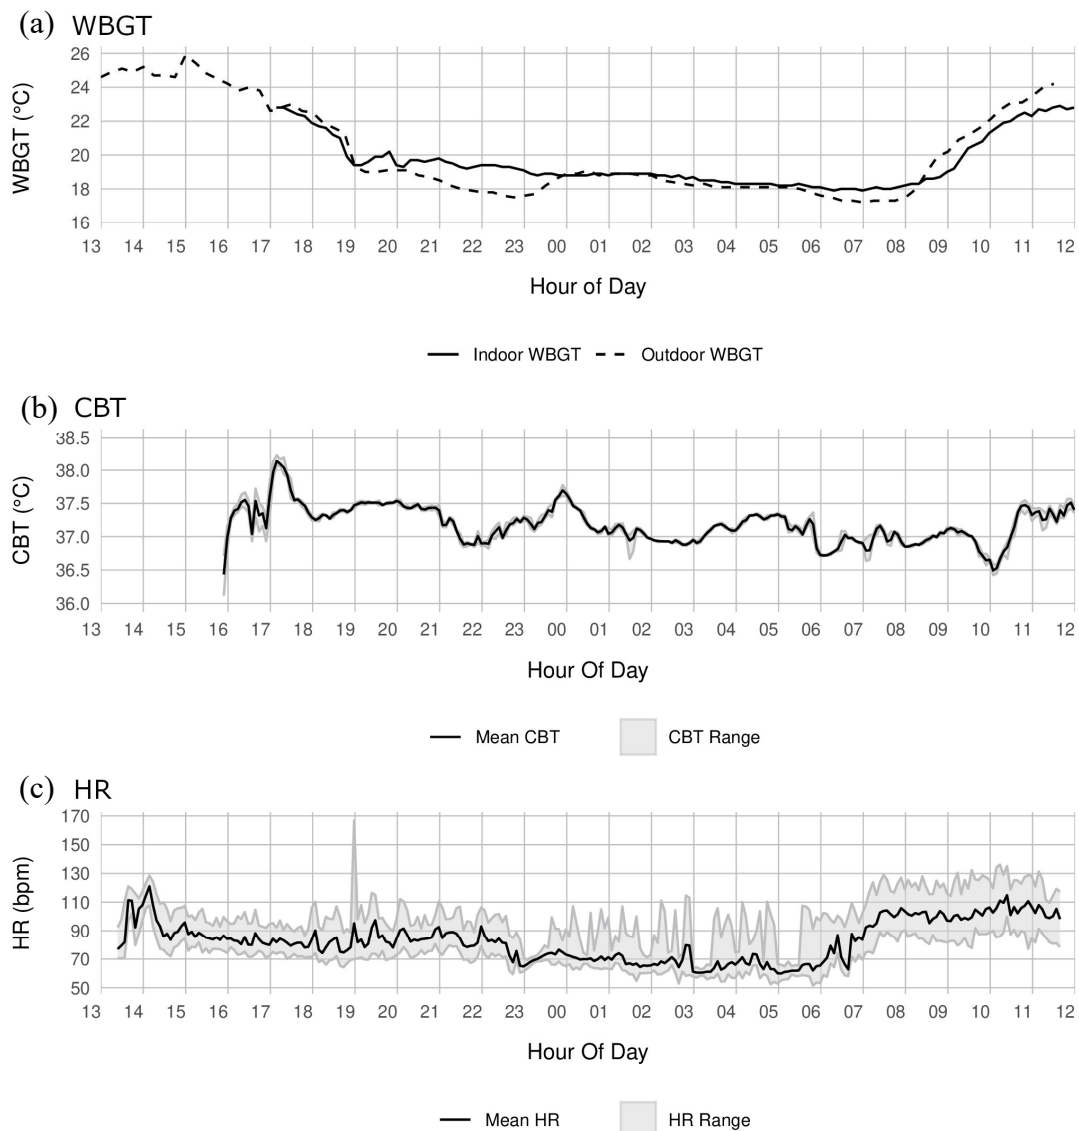 (a) WBGT
26
24
22
20
18
16
WBGT (°C)
13 14 15 16 17 18 19 20 21 22 23 00 01 02 03 04 05 06 07 08 09 10 11 12
Hour of Day
Indoor WBGT Outdoor WBGT
(b) CBT
38.5
38.0
37.5
37.0
36.5
36.0
CBT (°C)
13 14 15 16 17 18 19 20 21 22 23 00 01 02 03 04 05 06 07 08 09 10 11 12
Hour Of Day
Mean CBT CBT Range
(c) HR
170
150
130
110
90
70
50
HR (bpm)
13 14 15 16 17 18 19 20 21 22 23 00 01 02 03 04 05 06 07 08 09 10 11 12
Hour Of Day
Mean HR HR Range